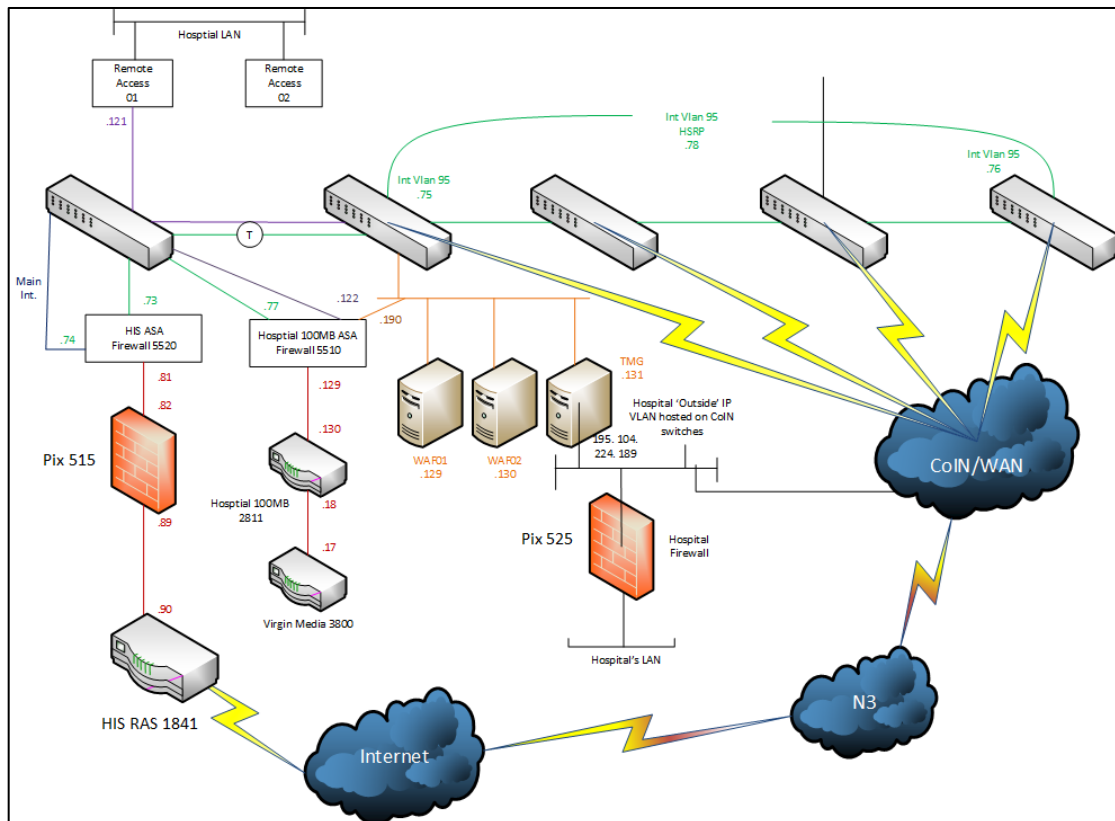 Hosptial LAN
Remote
Access
01
Remote
Access
02
.121
Int Vlan 95
HSRP
.78
Int Vlan 95
.75
Int Vlan 95
.76
T
Main
Int.
.73
.77
.122
.74
.190
HIS ASA
Firewall 5520
Hosptial 100MB ASA
Firewall 5510
.81
.82
.129
.130
TMG
.131
Hospital ‘Outside’ IP
VLAN hosted on CoIN
switches
195. 104.
224. 189
WAF01
.129
WAF02
.130
CoIN/WAN
Pix 515
Hosptial 100MB
2811
.89
.18
.17
Pix 525
Hospital
Firewall
Virgin Media 3800
.90
Hospital's LAN
HIS RAS 1841
N3
Internet